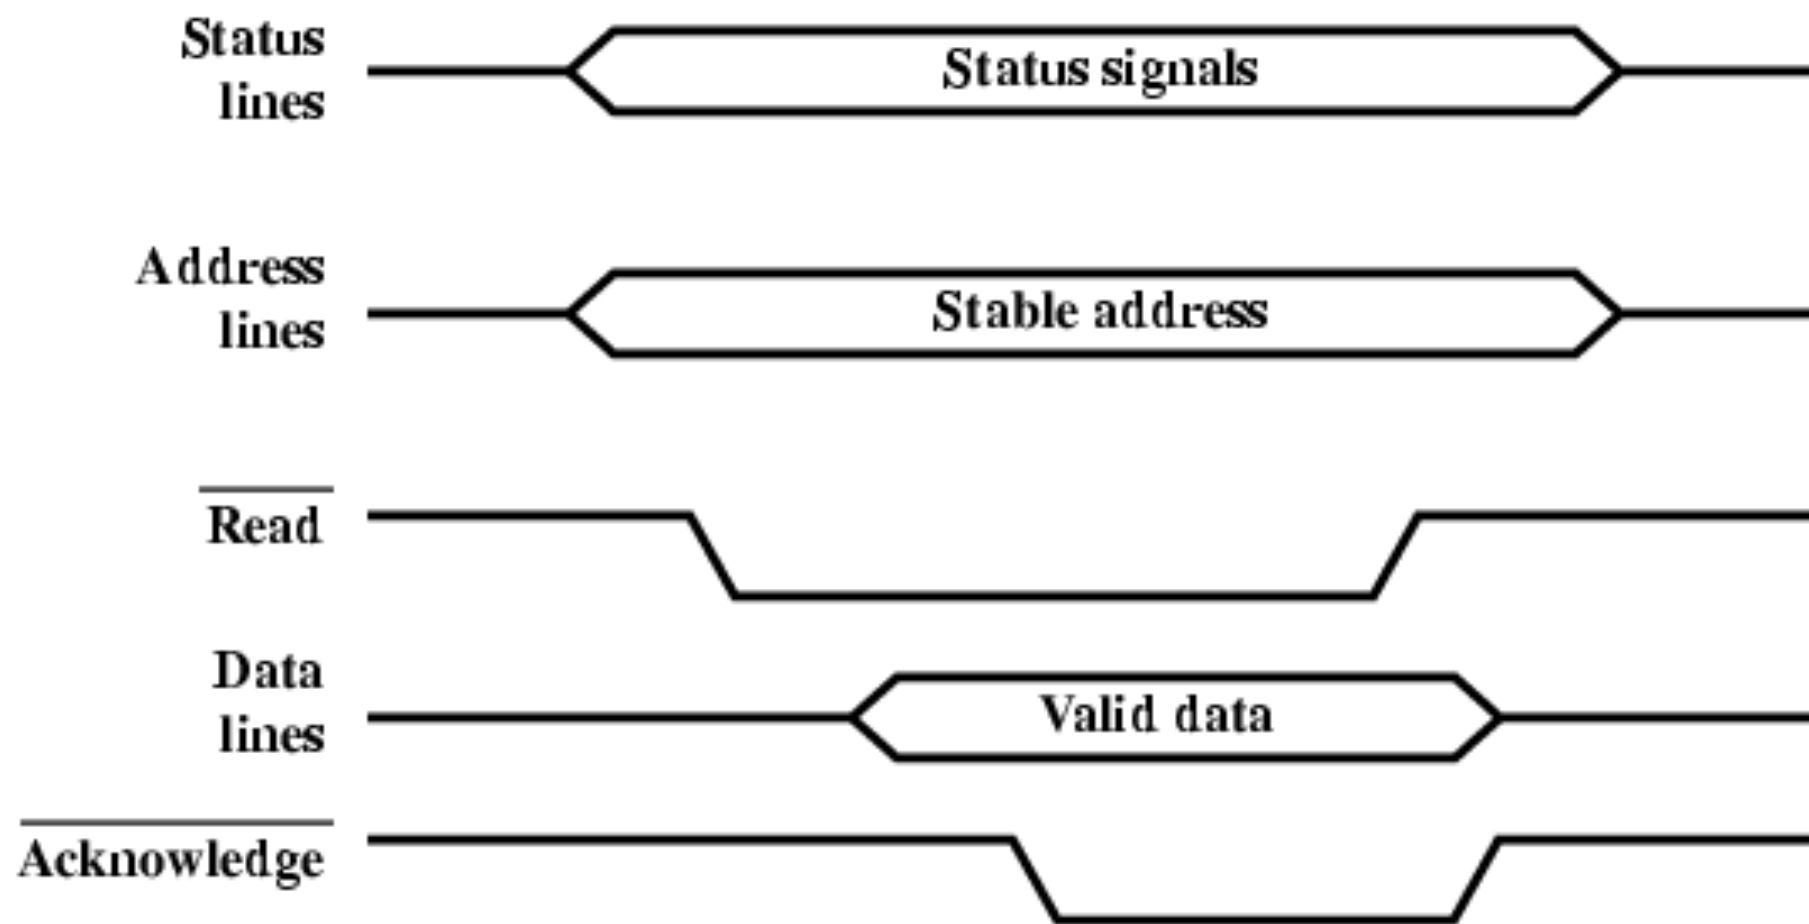 Status
lines
Status signals
Address
lines
Stable address
Read
Data
lines
Valid data
Acknowledge